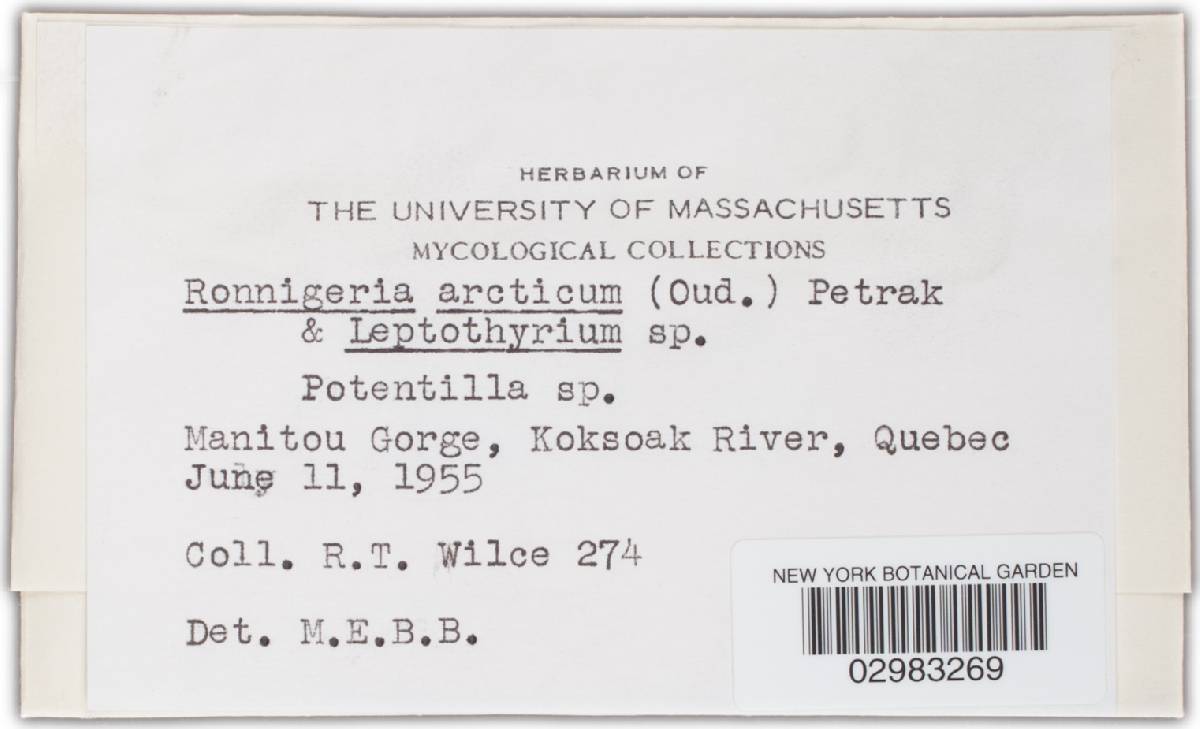 HERBARIUM OF
THE UNIVERSITY OF MASSACHUSETTS
MYCOLOGICAL COLLECTIONS
Ronnigeria arcticum (Oud.) Petrak
& Leptothyrium sp.
Potentilla sp.
Manitou Gorge, Koksoak River, Quebec
June 11, 1955
Coll. R.T. Wilce 274
Det. M.E.B.B.
NEW YORK BOTANICAL GARDEN
02983269